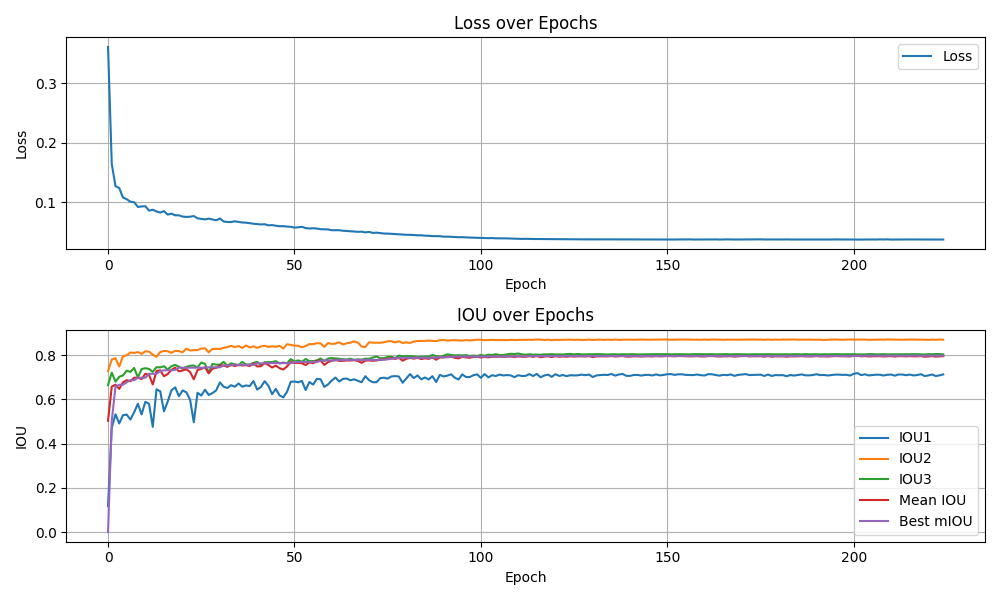 Loss over Epochs
Loss
0.3
0.2
0.1
Loss
0 50 100 150 200
Epoch
IOU over Epochs
IOU
0.8
0.6
0.4
0.2
0.0
IOU1
IOU2
IOU3
Mean IOU
Best mIOU
0 50 100 150 200
Epoch